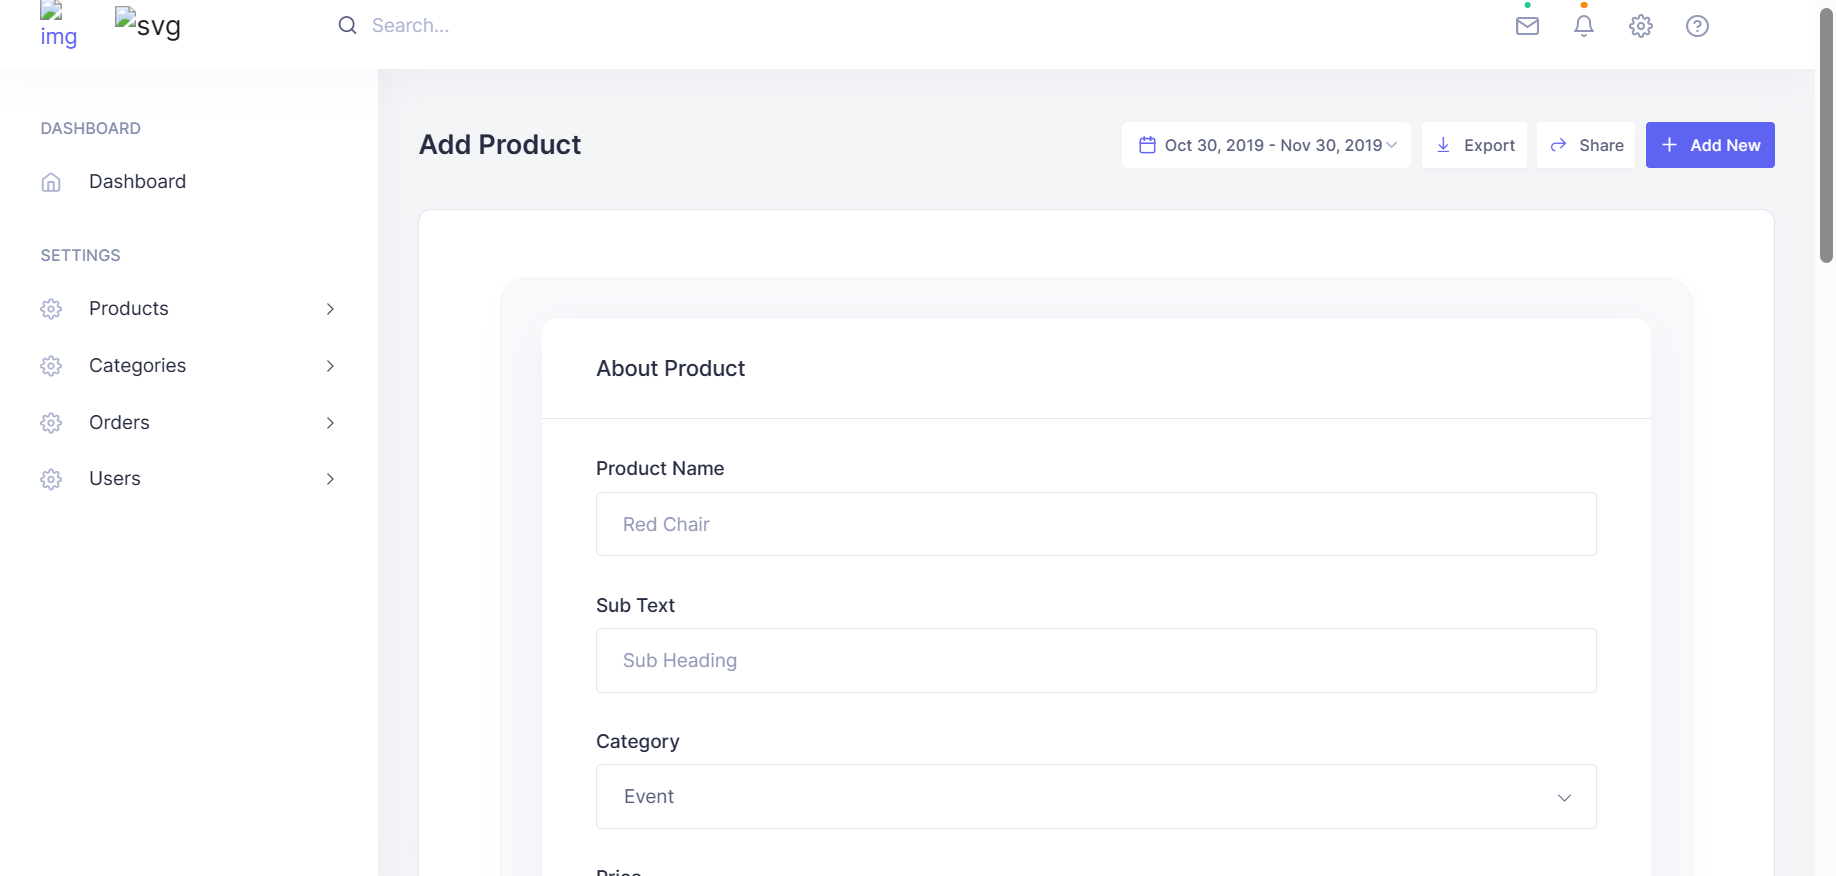 img
svg
Search...
DASHBOARD
Dashboard
SETTINGS
Products
Categories
Orders
Users
Add Product
Oct 30, 2019 - Nov 30, 2019
Export
Share
Add New
About Product
Product Name
Red Chair
Sub Text
Sub Heading
Category
Event
Price